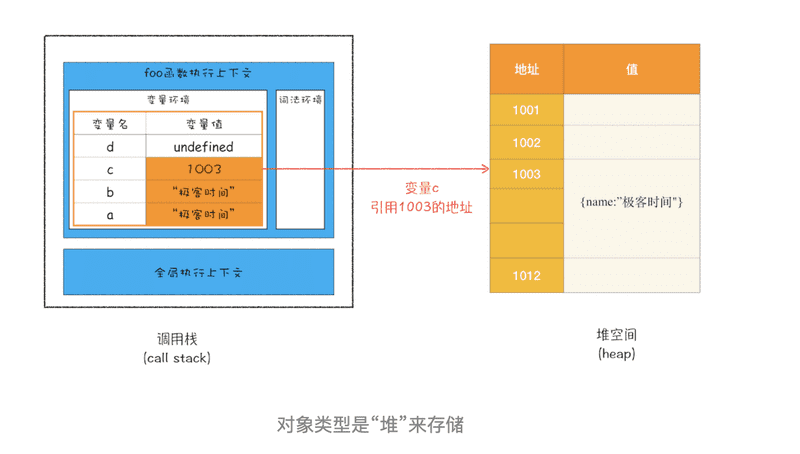 foo函数执行上下文
变量环境
词法环境
变量名 变量值
d undefined
c 1003
b “极客时间”
a “极客时间”
全局执行上下文
调用栈
(call stack)
变量c
引用1003的地址
地址 值
1001
1002
1003
{name:”极客时间"}
1012
堆空间
(heap)
对象类型是“堆”来存储